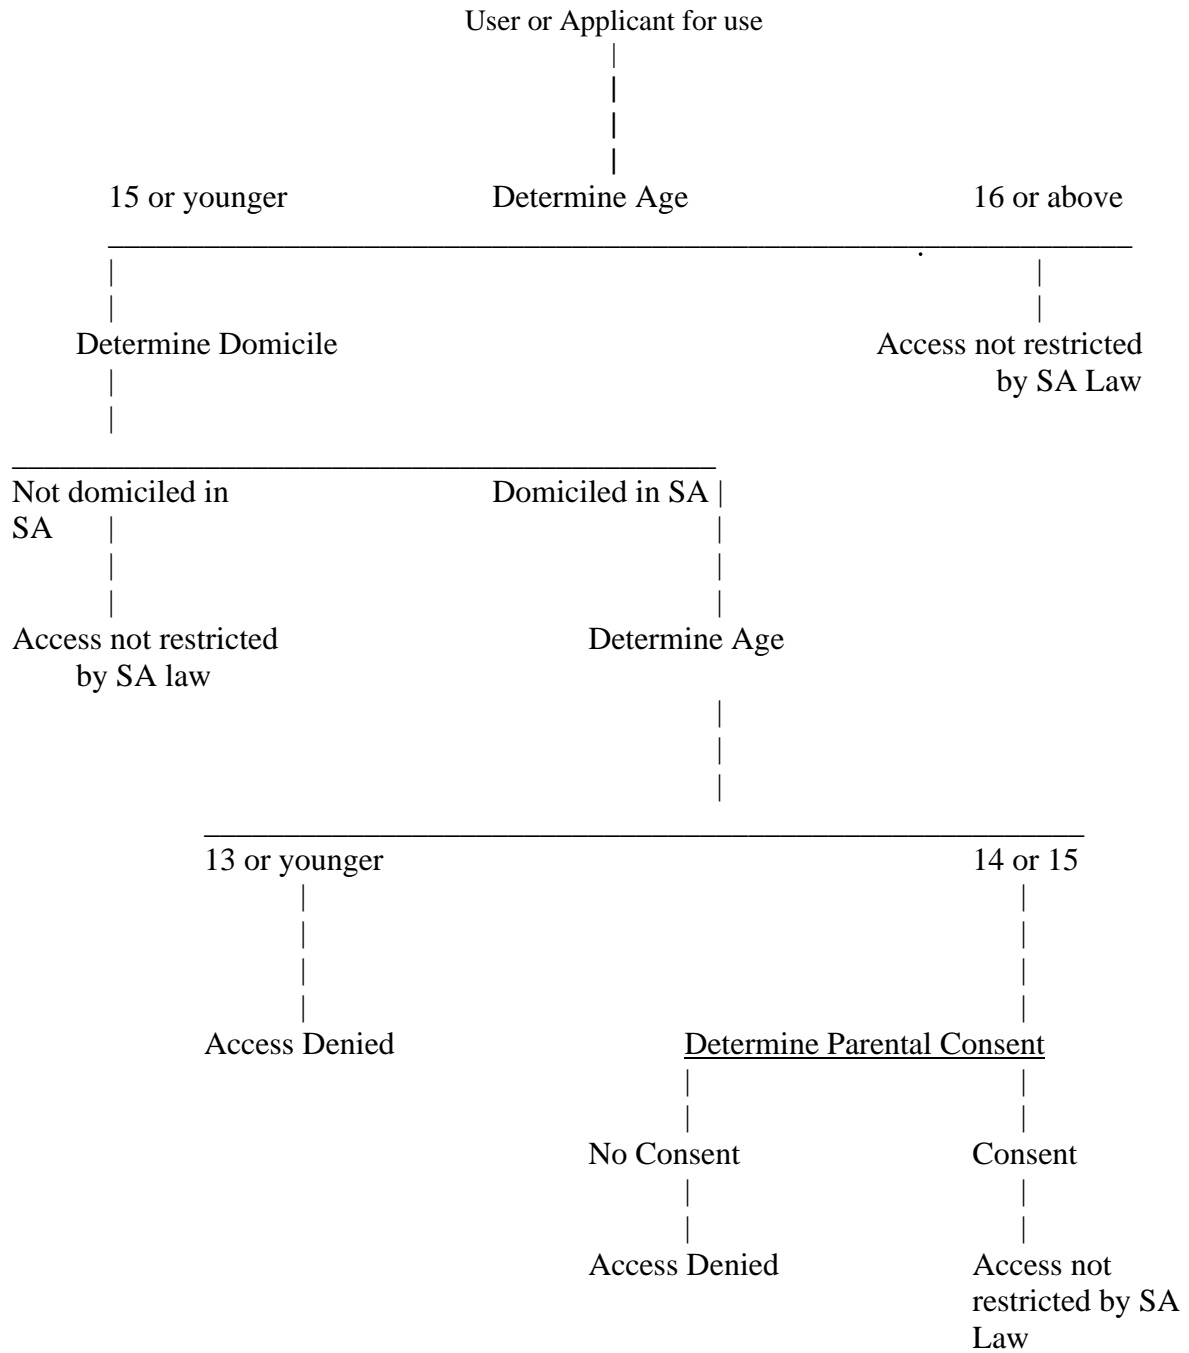 User or Applicant for use
15 or younger Determine Age 16 or above
Determine Domicile Access not restricted
by SA Law
Not domiciled in Domiciled in SA
SA
Access not restricted Determine Age
by SA law
13 or younger 14 or 15
Access Denied Determine Parental Consent
No Consent Consent
Access Denied Access not
restricted by SA
Law